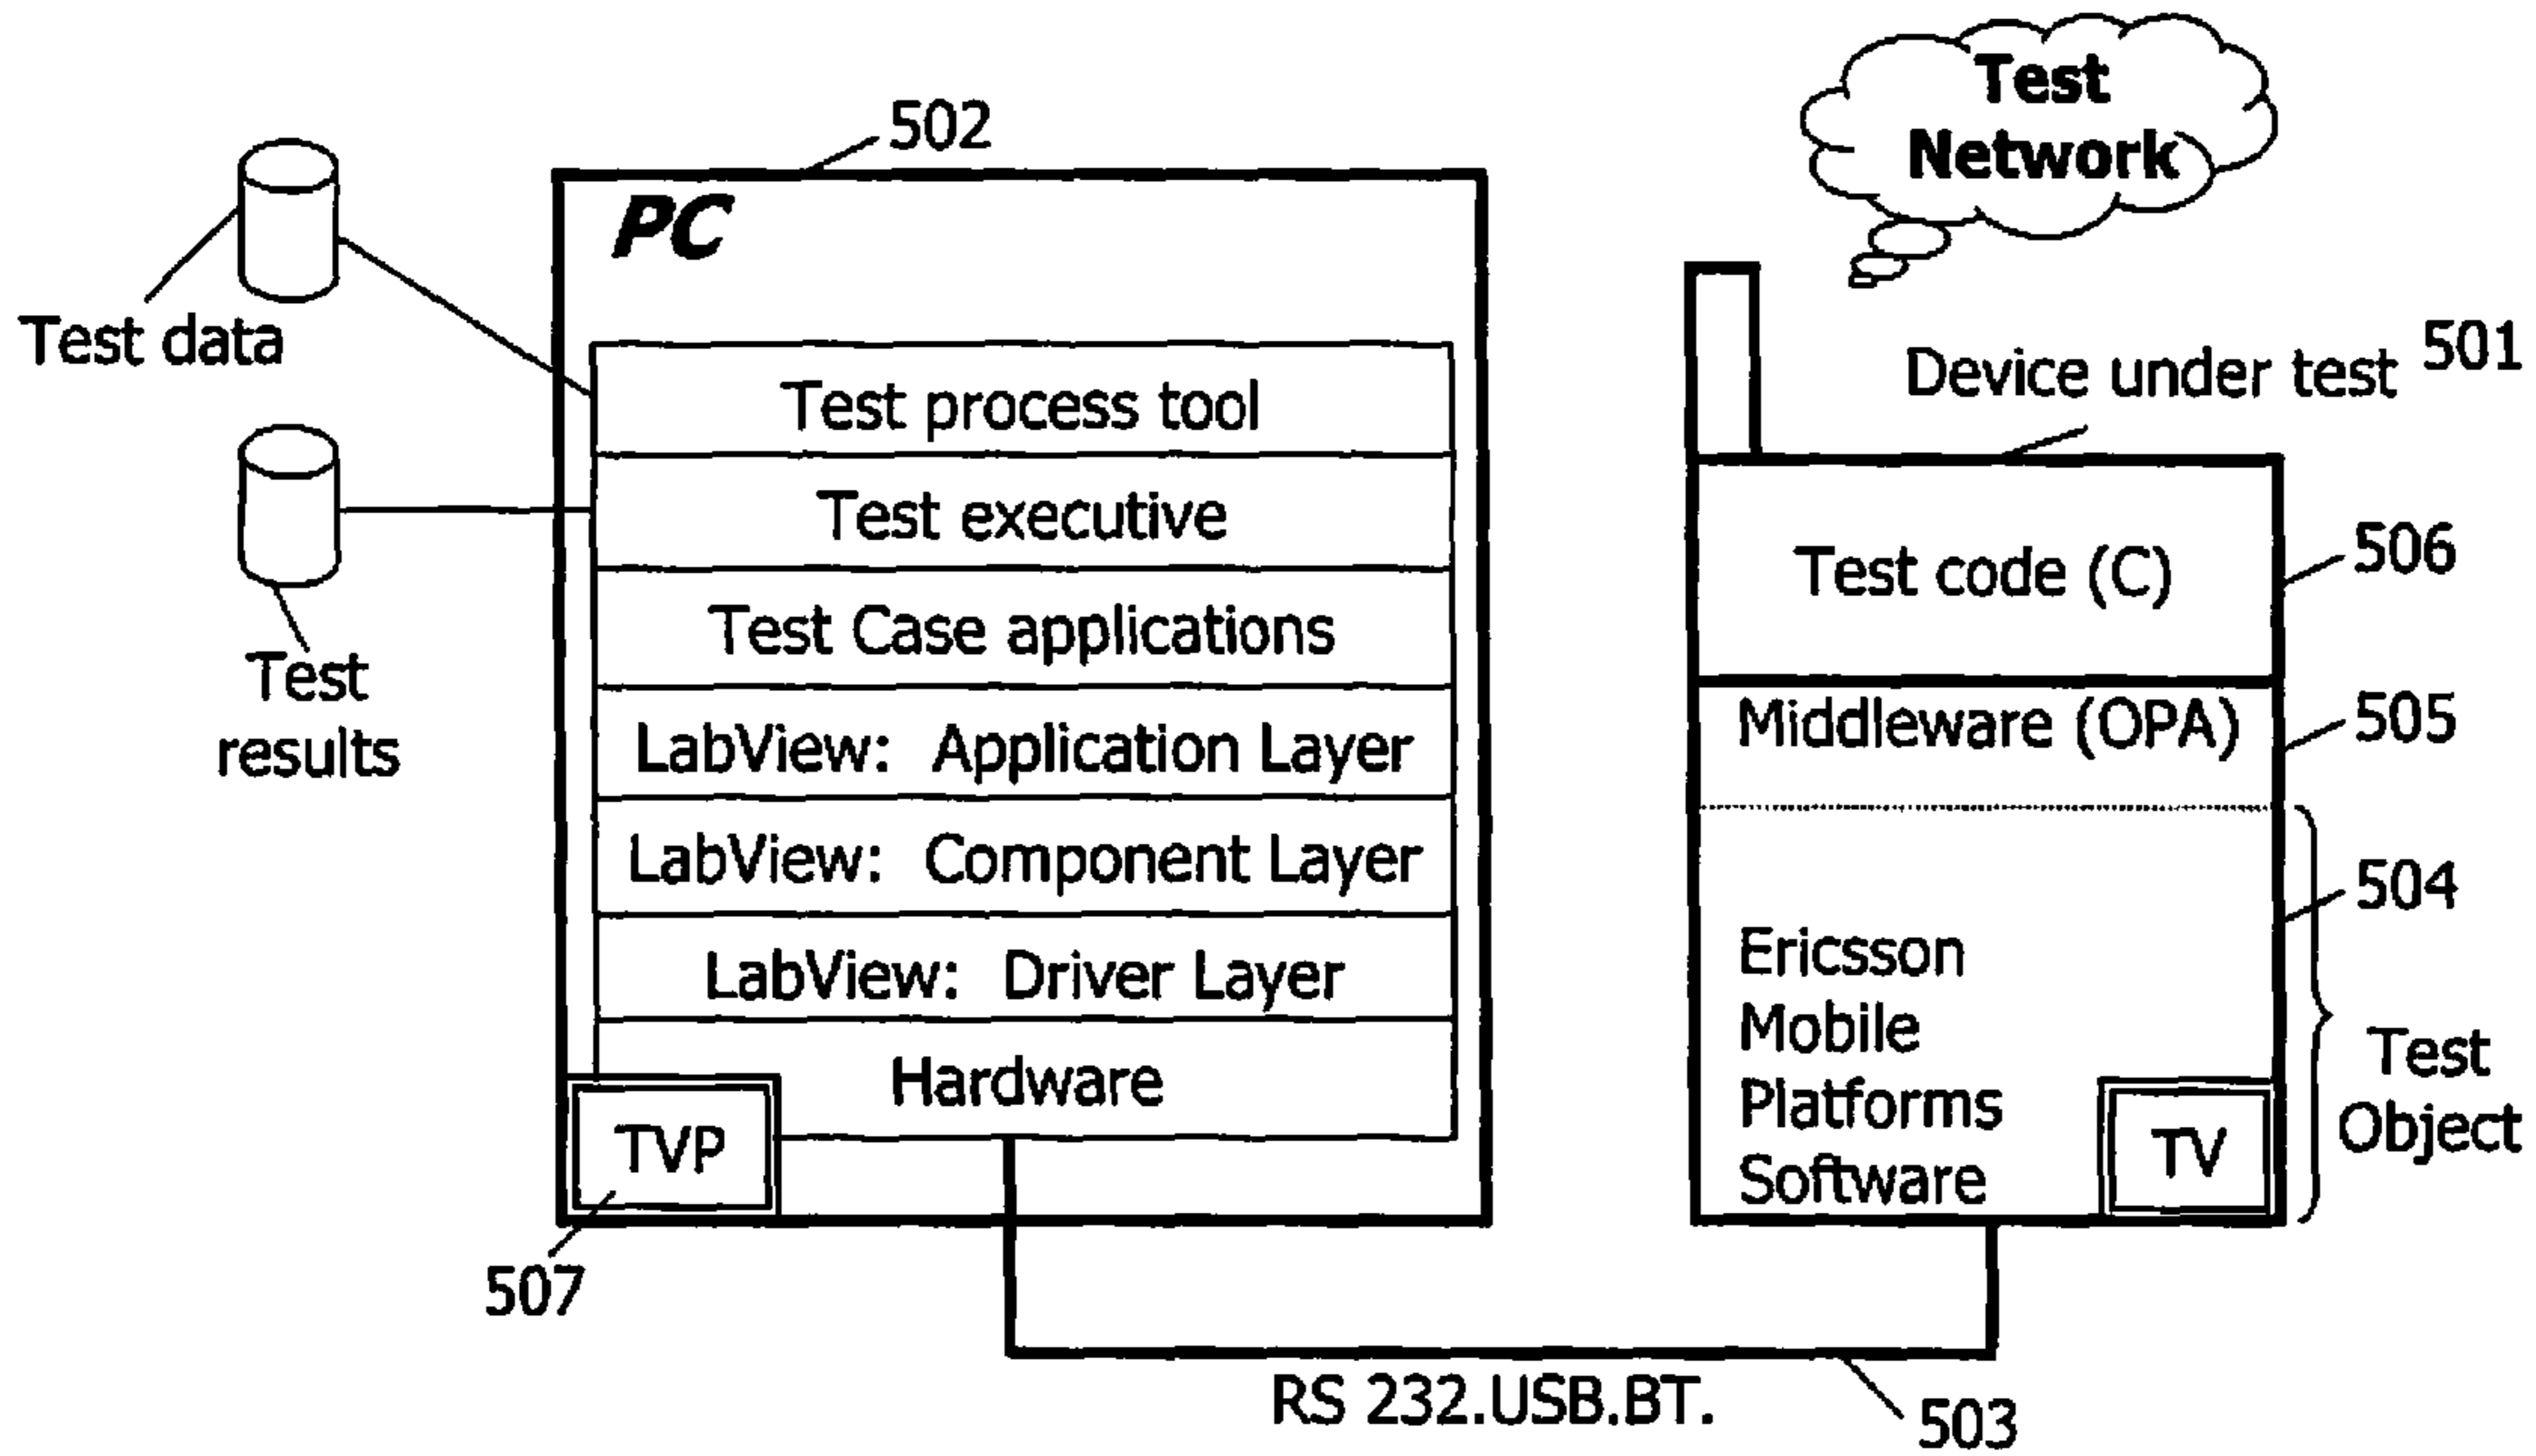 Test
Network
502
PC
Test data
501
Device under test
Test process tool
Test executive
Test Case applications
LabView: Application Layer
LabView: Component Layer
LabView: Driver Layer
Hardware
TVP
507
Test
results
Test code (C)
506
Middleware (OPA)
505
504
Ericsson
Mobile
Platforms
Software
TV
Test
Object
RS 232.USB.BT.
503